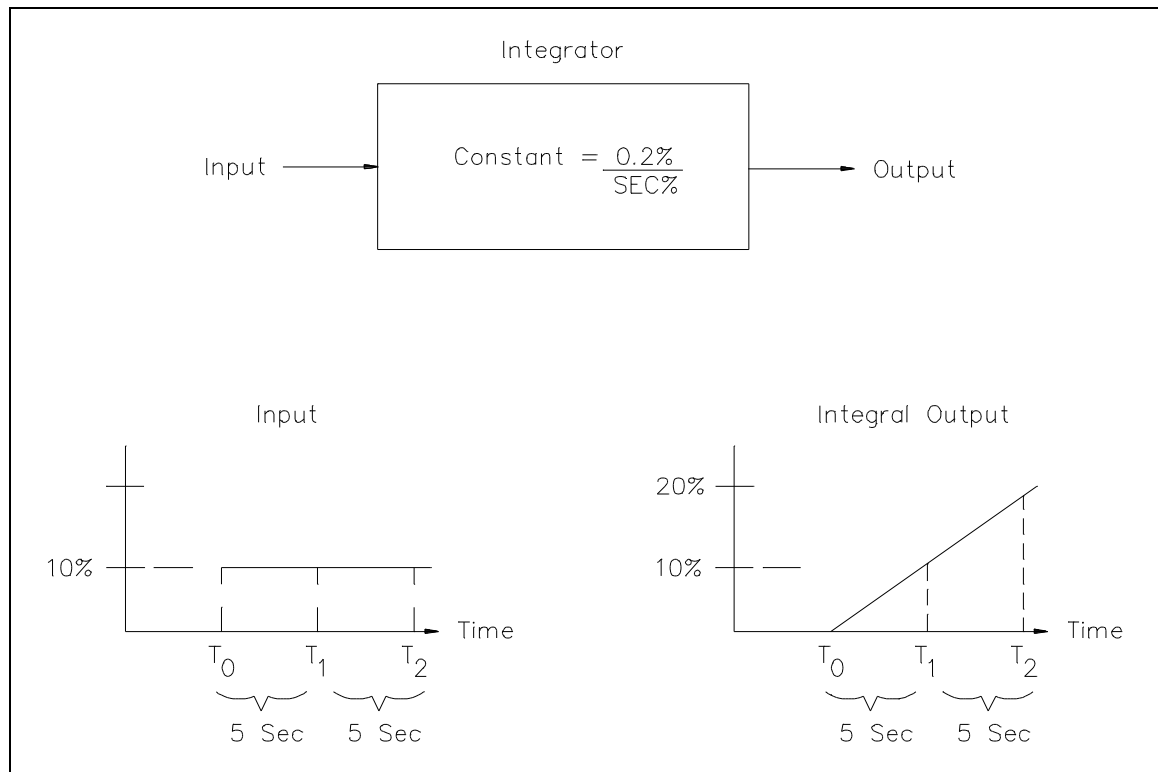 Integrator
Input
Constant = 0.2%
SEC%
Output
Input
10%
Time
T0
T1
T2
5 Sec
5 Sec
Integral Output
20%
10%
Time
T0
T1
T2
5 Sec
5 Sec